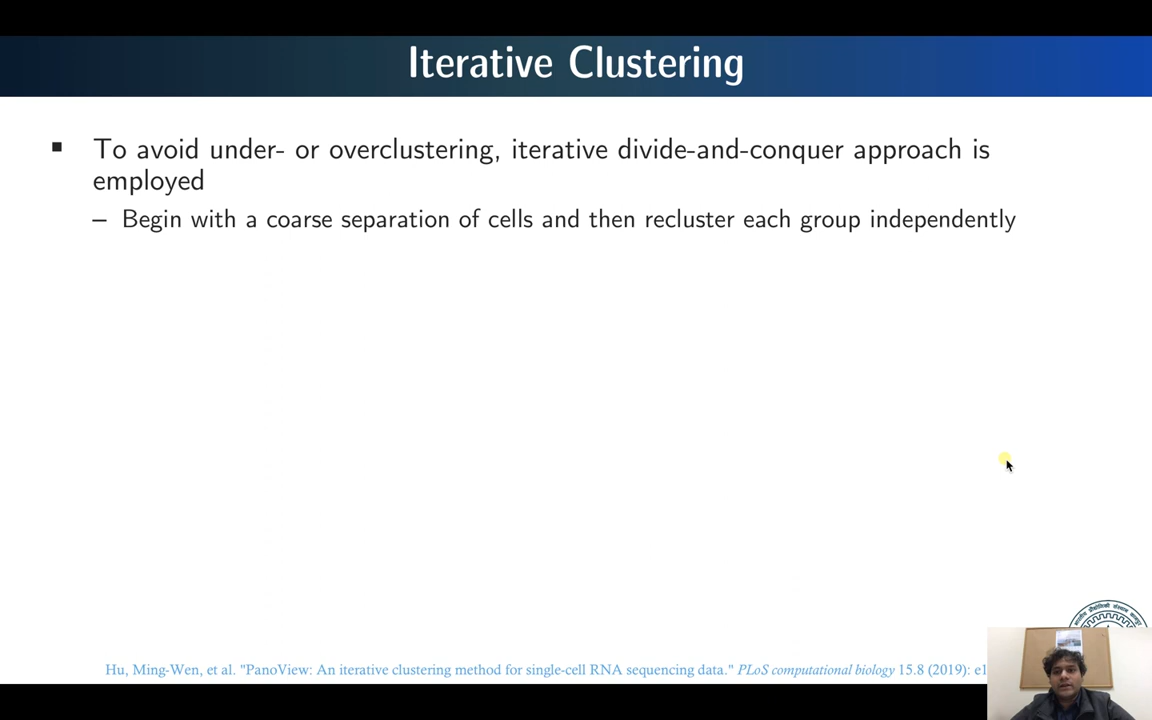 Iterative Clustering
To avoid under- or overclustering, iterative divide-and-conquer approach is
employed
– Begin with a coarse separation of cells and then recluster each group independently
Hu, Ming-Wen, et al. "PanoView: An iterative clustering method for single-cell RNA sequencing data." PLoS computational biology 15.8 (2019):